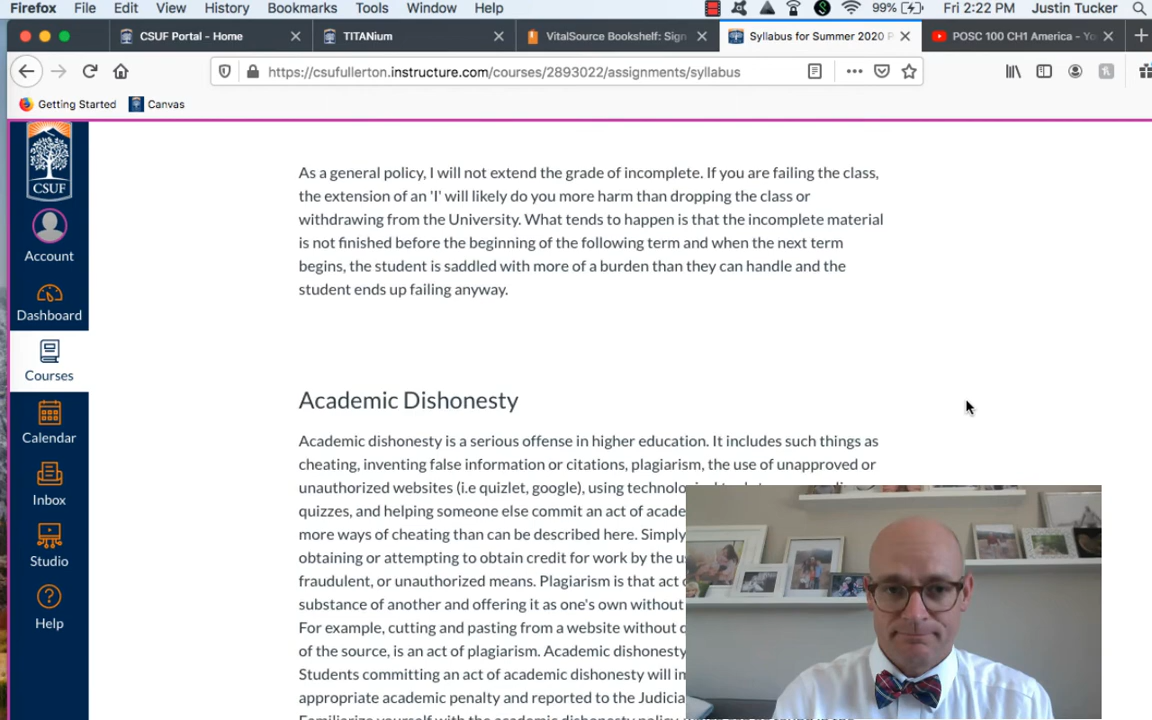 Firefox File Edit View History Bookmarks Tools Window Help 99% Fri 2:22 PM Justin Tucker
CSUF Portal - Home TITANium VitalSource Bookshelf: Sign Syllabus for Summer 2020 P POSC 100 CH1 America - Yo
https://csufullerton.instructure.com/courses/2893022/assignments/syllabus
Getting Started Canvas
CSUF
Account
Dashboard
Courses
Calendar
Inbox
Studio
Help
As a general policy, I will not extend the grade of incomplete. If you are failing the class,
the extension of an 'I' will likely do you more harm than dropping the class or
withdrawing from the University. What tends to happen is that the incomplete material
is not finished before the beginning of the following term and when the next term
begins, the student is saddled with more of a burden than they can handle and the
student ends up failing anyway.
Academic Dishonesty
Academic dishonesty is a serious offense in higher education. It includes such things as
cheating, inventing false information or citations, plagiarism, the use of unapproved or
unauthorized websites (i.e quizlet, google), using
quizzes, and helping someone else commit an act of acade
more ways of cheating than can be described here. Simply
obtaining or attempting to obtain credit for work by the u
fraudulent, or unauthorized means. Plagiarism is that act
substance of another and offering it as one's own without
For example, cutting and pasting from a website without
of the source, is an act of plagiarism. Academic dishonesty
Students committing an act of academic dishonesty will
appropriate academic penalty and reported to the Judicia
Familiarize yourself with the academic dishonesty policy